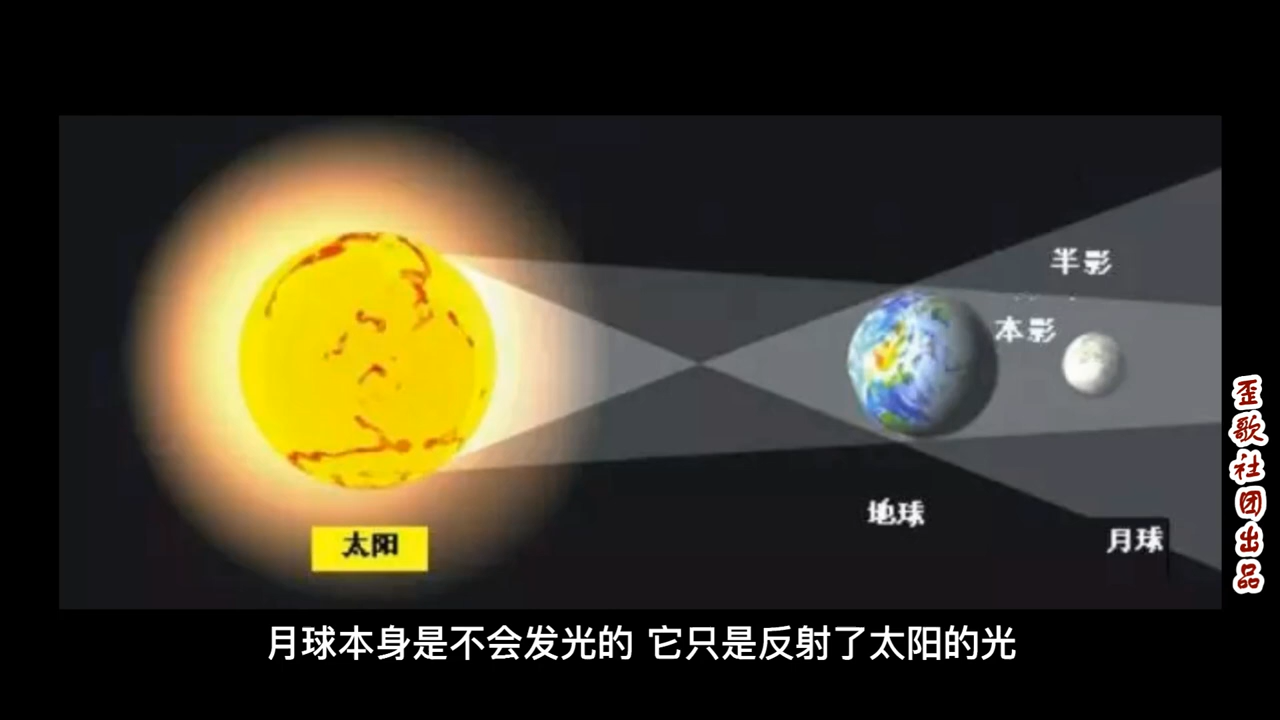 半影
本影
地球
太阳
月球
歪歌社团出品
月球本身是不会发光的 它只是反射了太阳的光